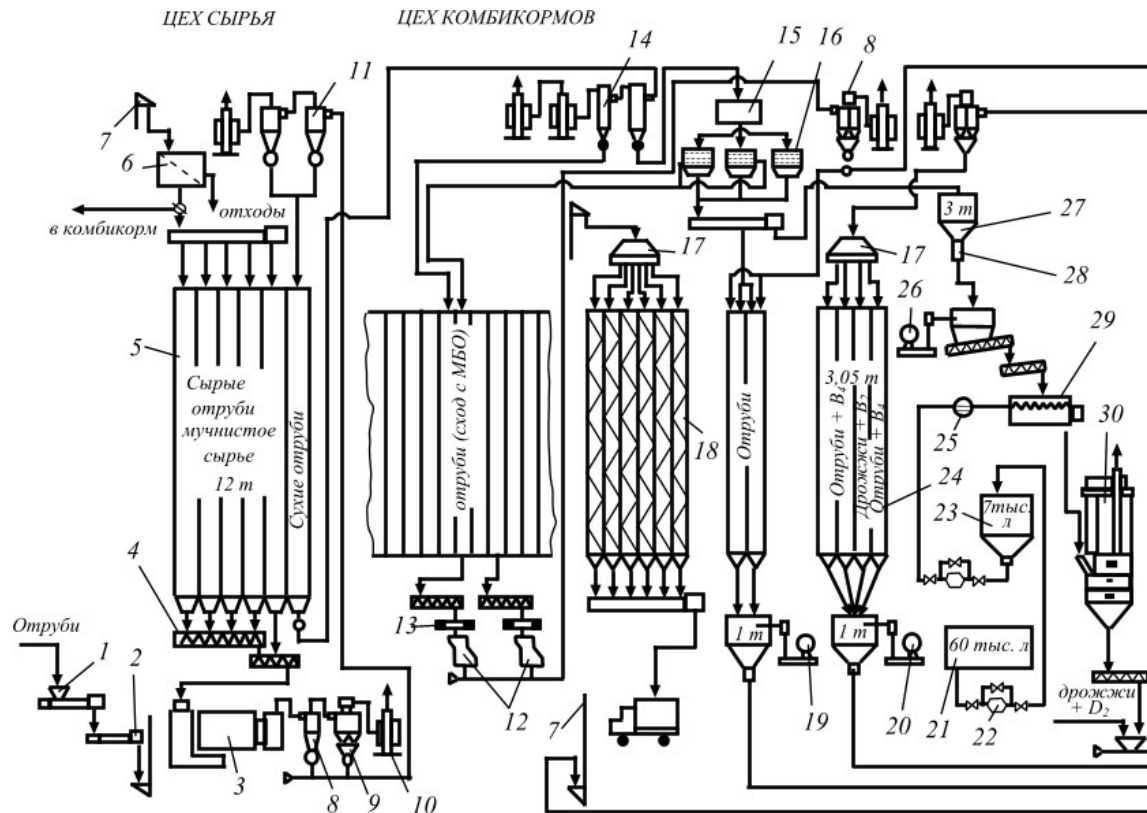 ЦЕХ СЫРЬЯ
ЦЕХ КОМБИКОРМОВ
14
15
16
8
11
7
6
отходы
в комбикорм
17
3 т
27
17
28
26
5
Сырые
отруби
мучнистое
сырье
12 т
Сухие отруби
отруби (сход с МБО)
18
Отруби
3,05 т
Отруби + В₄
Дрожжи + В₂
Отруби + В₄
24
29
25
30
7тыс.
л
23
4
13
12
1 т
19
1 т
20
60 тыс. л
21
22
Отруби
1
2
3
8
9
10
7
дрожжи
+ D₂